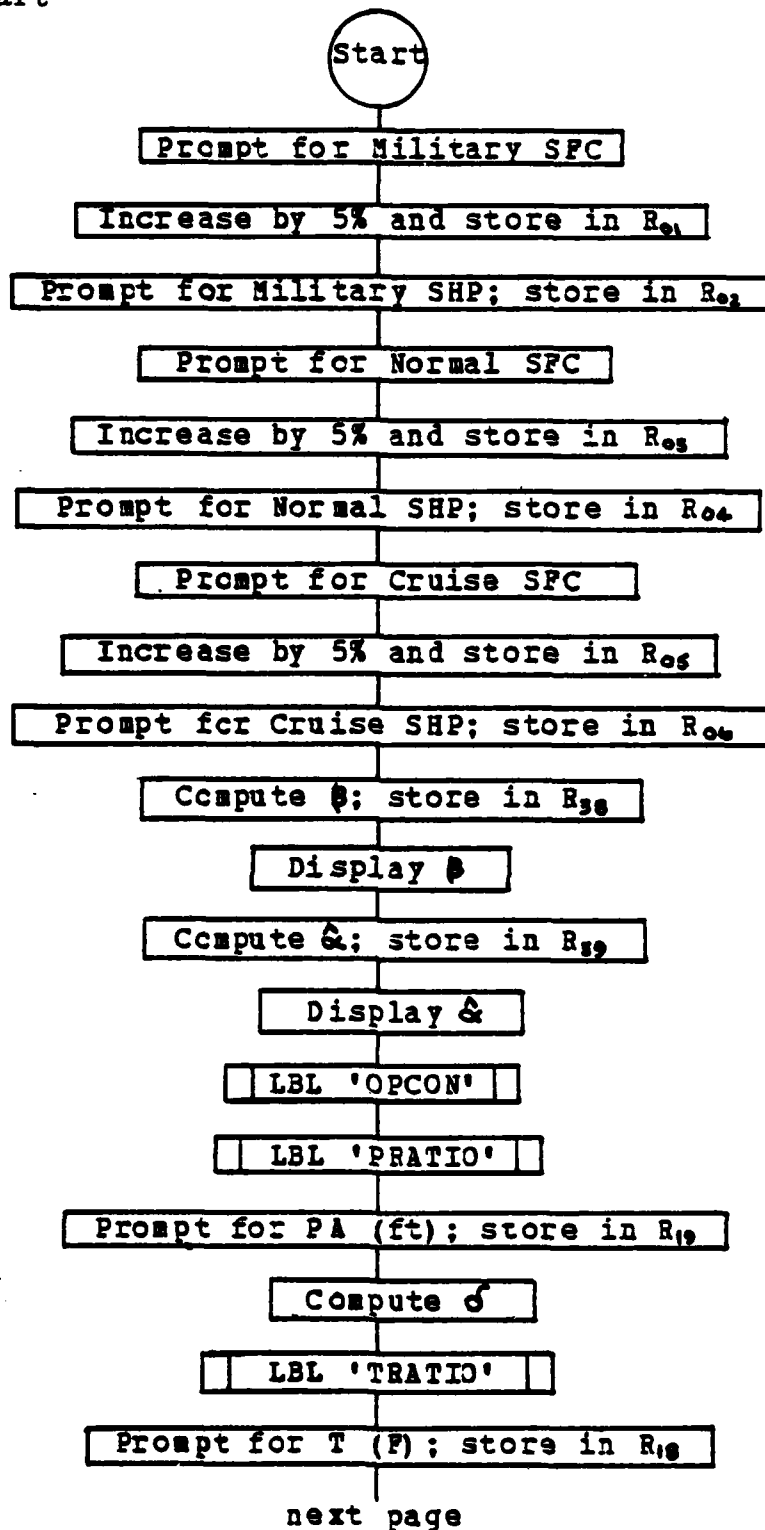 Start
Prompt for Military SFC
Increase by 5% and store in R01
Prompt for Military SHP; store in R02
Prompt for Normal SFC
Increase by 5% and store in R03
Prompt for Normal SHP; store in R04
Prompt for Cruise SFC
Increase by 5% and store in R05
Prompt for Cruise SHP; store in R06
Compute β; store in R38
Display β
Compute α̂; store in R39
Display α̂
LBL 'OPCON'
LBL 'PRATIO'
Prompt for PA (ft); store in R19
Compute δ
LBL 'TRATIO'
Prompt for T (F); store in R18
next page